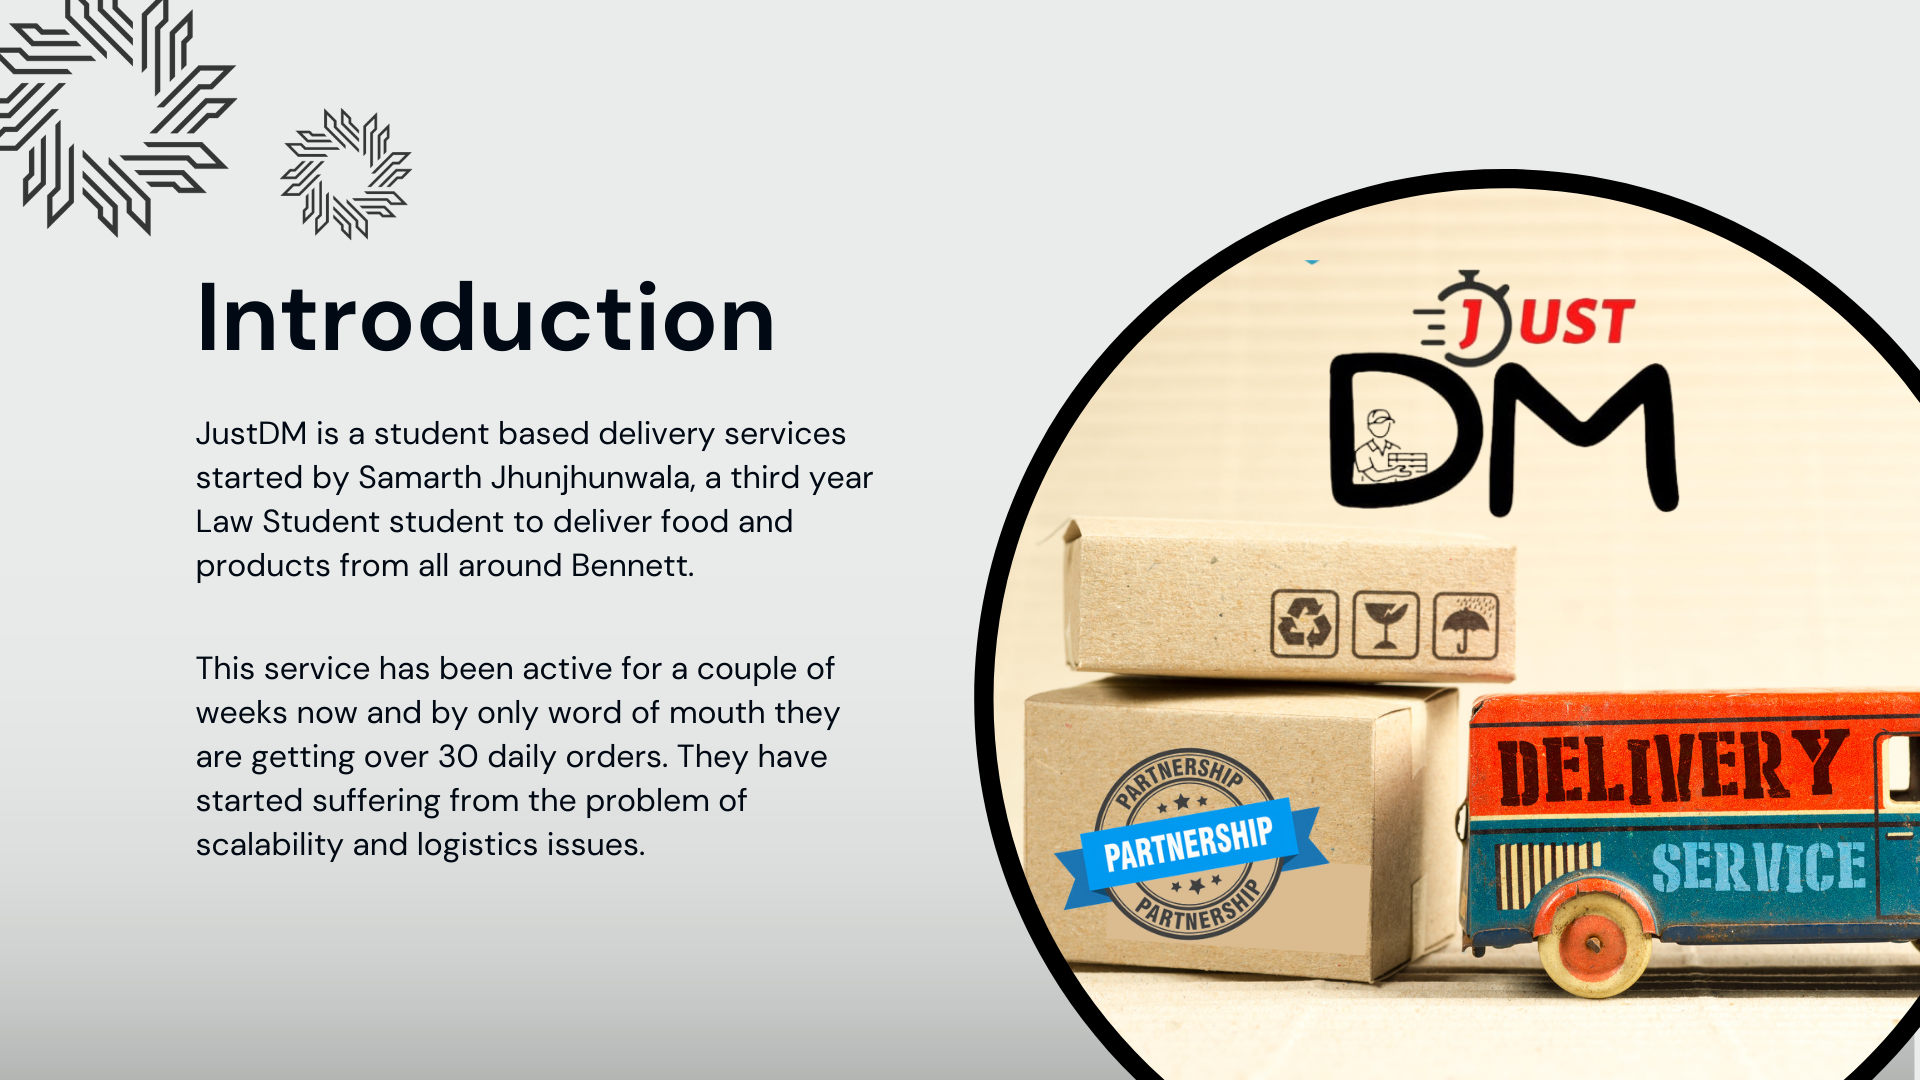 Introduction
JustDM is a student based delivery services
started by Samarth Jhunjhunwala, a third year
Law Student student to deliver food and
products from all around Bennett.
This service has been active for a couple of
weeks now and by only word of mouth they
are getting over 30 daily orders. They have
started suffering from the problem of
scalability and logistics issues.
JUST
DM
PARTNERSHIP
PARTNERSHIP
PARTNERSHIP
DELIVERY
SERVICE